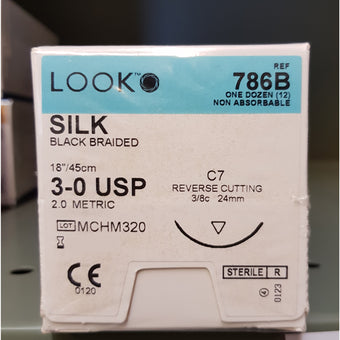 LOOK™
REF
786B
ONE DOZEN (12)
NON ABSORBABLE
SILK
BLACK BRAIDED
18"/45cm
3-0 USP
2.0 METRIC
LOT MCHM320
C7
REVERSE CUTTING
3/8c 24mm
CE
0120
STERILE R
0123